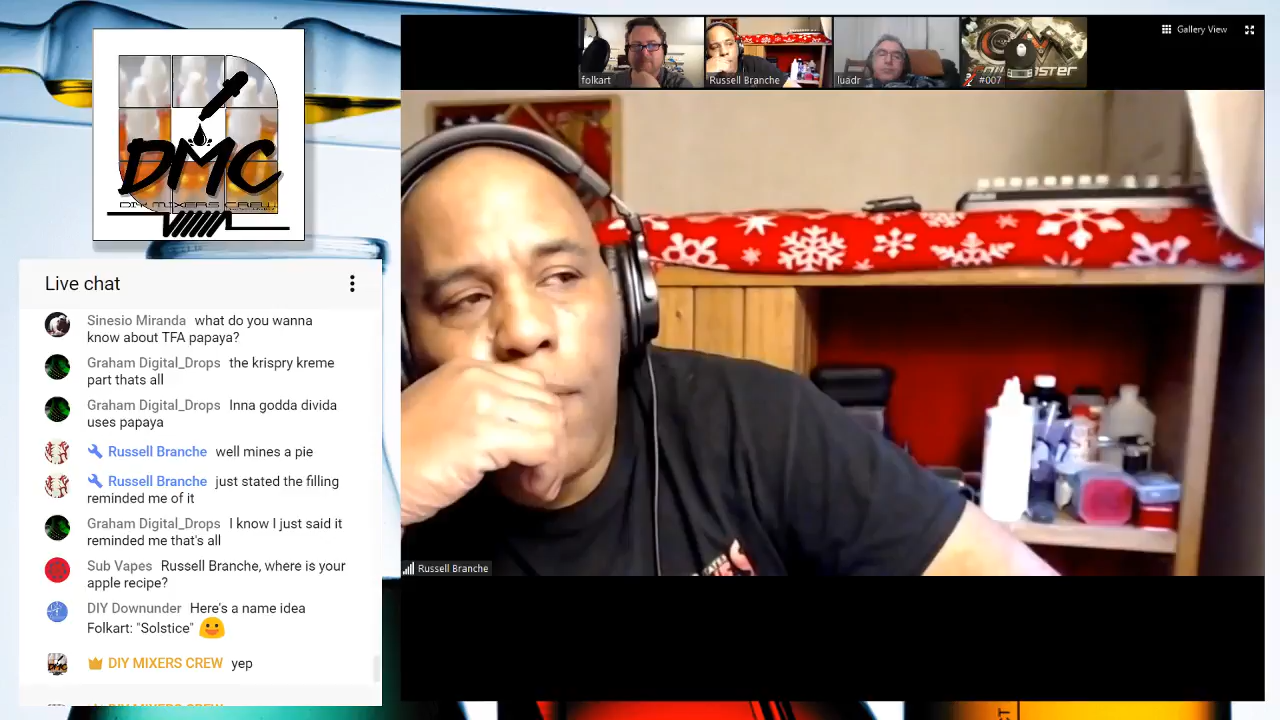 DMC
DIY MIXERS CREW
Live chat
Sinesio Miranda what do you wanna
know about TFA papaya?
Graham Digital_Drops the krispry kreme
part thats all
Graham Digital_Drops Inna godda divida
uses papaya
Russell Branche well mines a pie
Russell Branche just stated the filling
reminded me of it
Graham Digital_Drops I know I just said it
reminded me that's all
Sub Vapes Russell Branche, where is your
apple recipe?
DIY Downunder Here's a name idea
Folkart: "Solstice"
DIY MIXERS CREW yep
folkart
Russell Branche
luadr
#007
Gallery View
Russell Branche